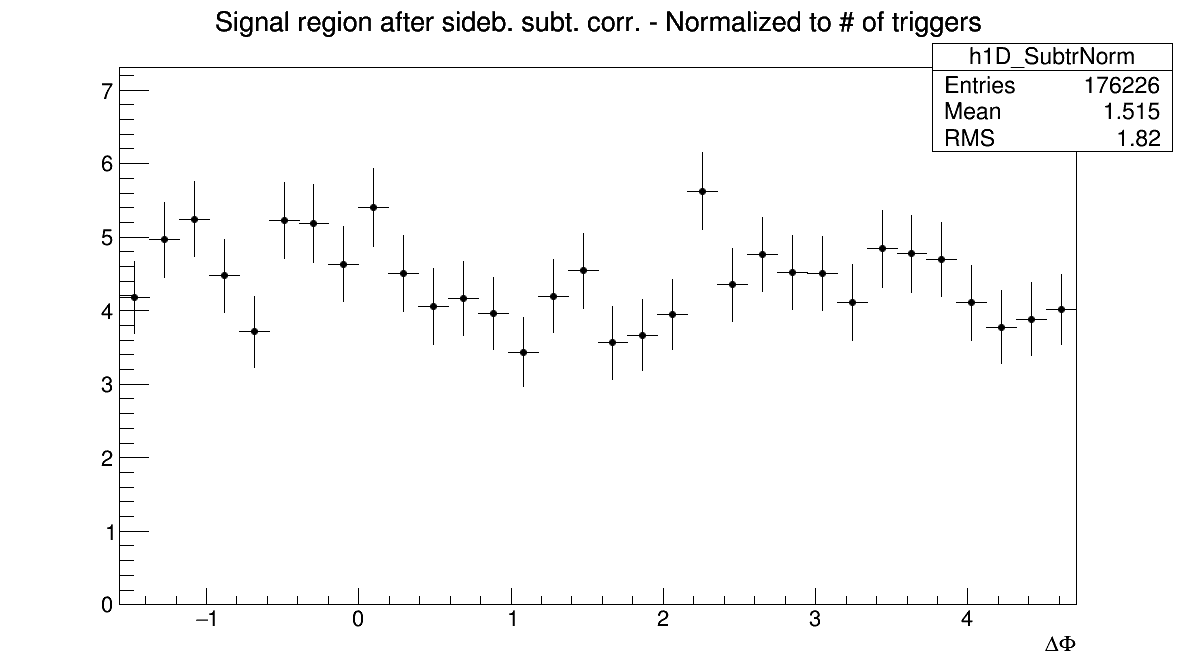 Signal region after sideb. subt. corr. - Normalized to # of triggers
h1D_SubtrNorm
Entries 176226
Mean 1.515
RMS 1.82
7
6
5
4
3
2
1
0
−1 0 1 2 3 4
ΔΦ